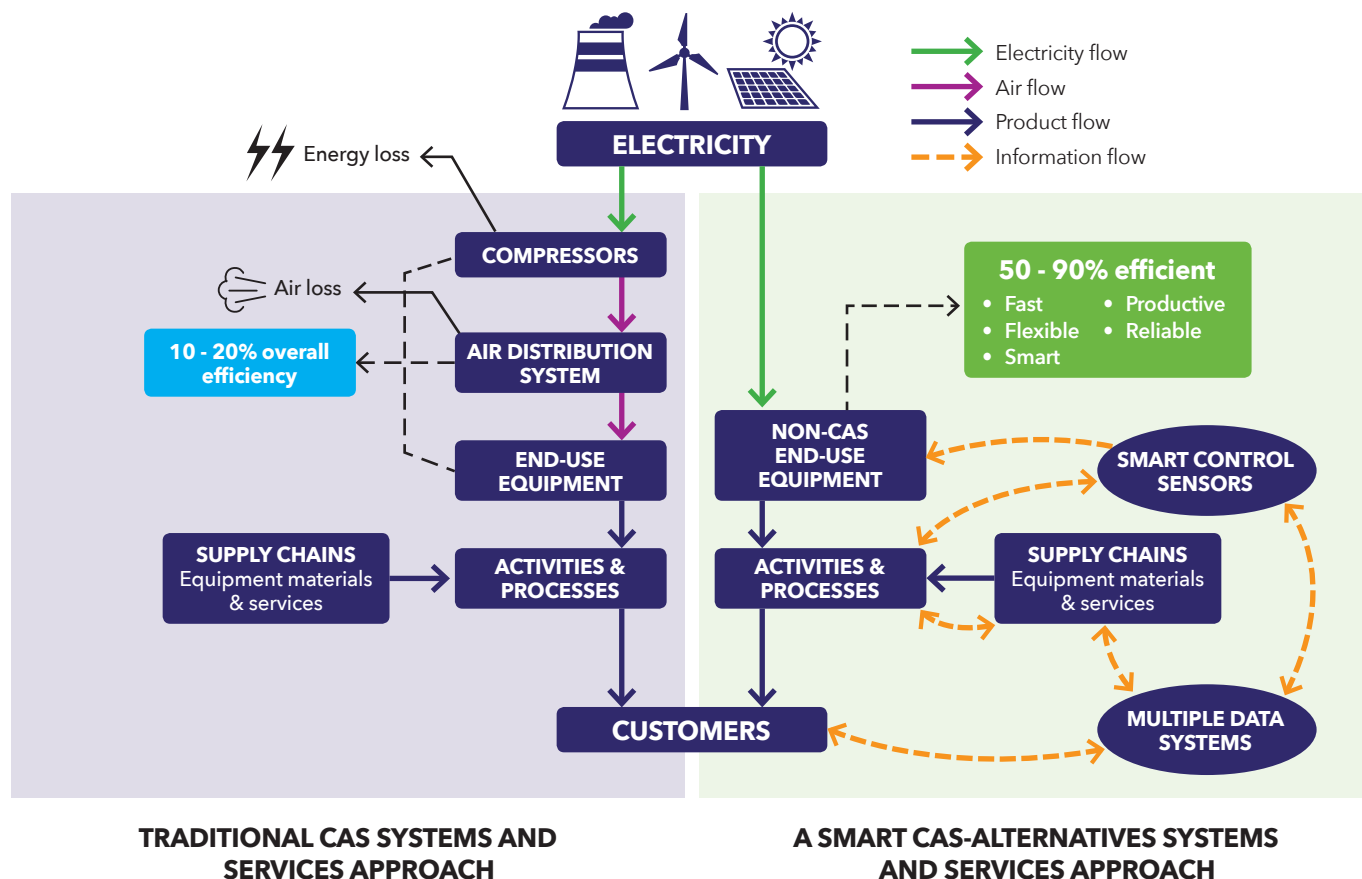 Electricity flow
Air flow
Product flow
Information flow
ELECTRICITY
Energy loss
COMPRESSORS
Air loss
10 - 20% overall
efficiency
AIR DISTRIBUTION
SYSTEM
END-USE
EQUIPMENT
SUPPLY CHAINS
Equipment materials
& services
ACTIVITIES &
PROCESSES
50 - 90% efficient
• Fast
• Flexible
• Smart
• Productive
• Reliable
NON-CAS
END-USE
EQUIPMENT
SMART CONTROL
SENSORS
ACTIVITIES &
PROCESSES
SUPPLY CHAINS
Equipment materials
& services
MULTIPLE DATA
SYSTEMS
CUSTOMERS
TRADITIONAL CAS SYSTEMS AND
SERVICES APPROACH
A SMART CAS-ALTERNATIVES SYSTEMS
AND SERVICES APPROACH